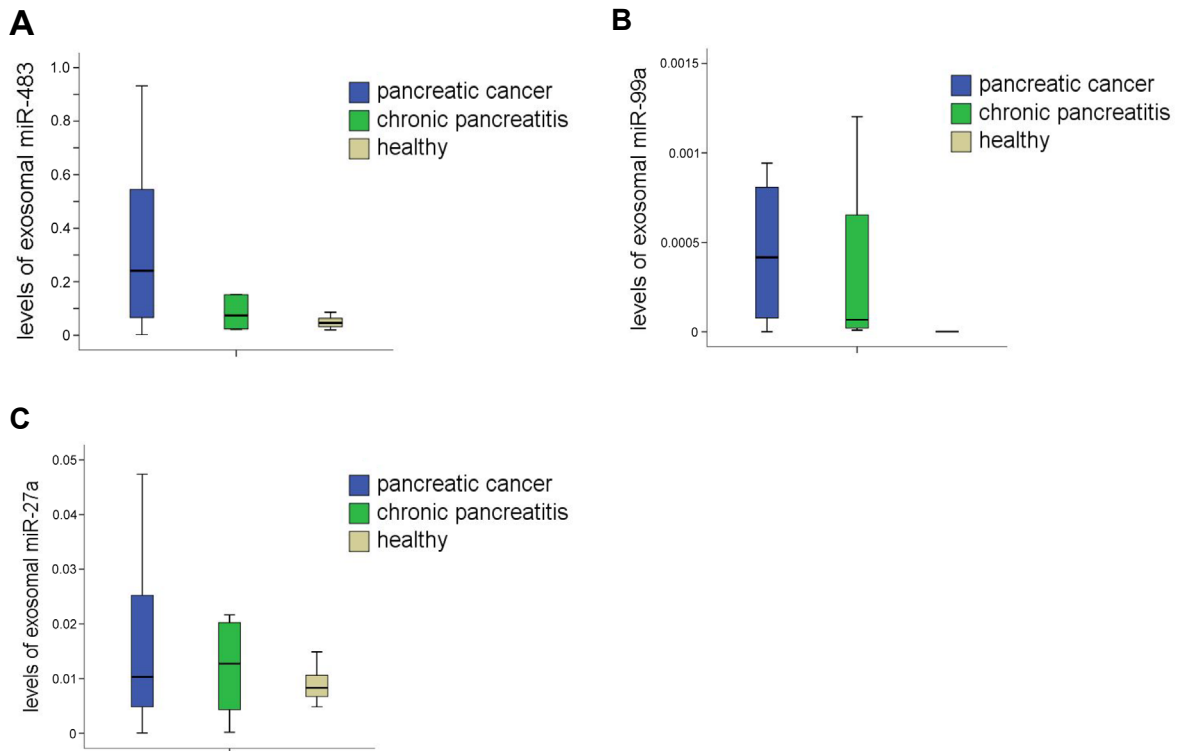 A
levels of exosomal miR-483
1.0
0.8
0.6
0.4
0.2
0
pancreatic cancer
chronic pancreatitis
healthy
B
levels of exosomal miR-99a
0.0015
0.001
0.0005
0
pancreatic cancer
chronic pancreatitis
healthy
C
levels of exosomal miR-27a
0.05
0.04
0.03
0.02
0.01
0
pancreatic cancer
chronic pancreatitis
healthy